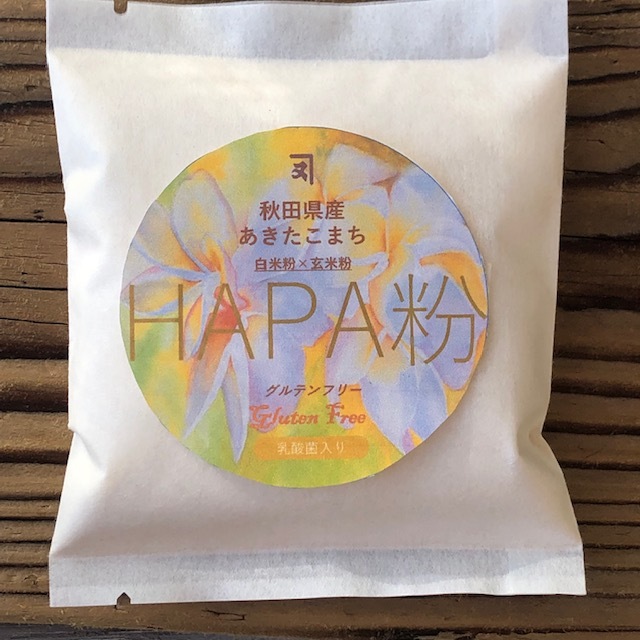 秋田県産
あきたこまち
白米粉×玄米粉
HAPA粉
グルテンフリー
Gluten Free
乳酸菌入り